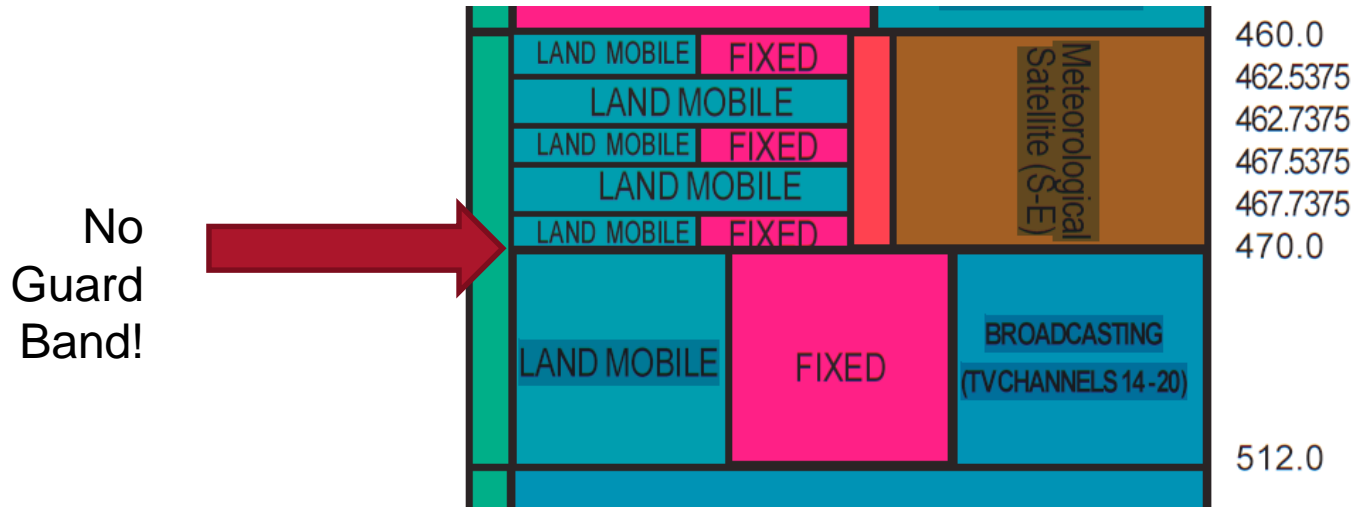 460.0
LAND MOBILE FIXED
462.5375
LAND MOBILE
462.7375
LAND MOBILE FIXED
467.5375
LAND MOBILE
467.7375
LAND MOBILE FIXED
470.0
Meteorological
Satellite (S-E)
No
Guard
Band!
LAND MOBILE
FIXED
BROADCASTING
(TV CHANNELS 14 - 20)
512.0